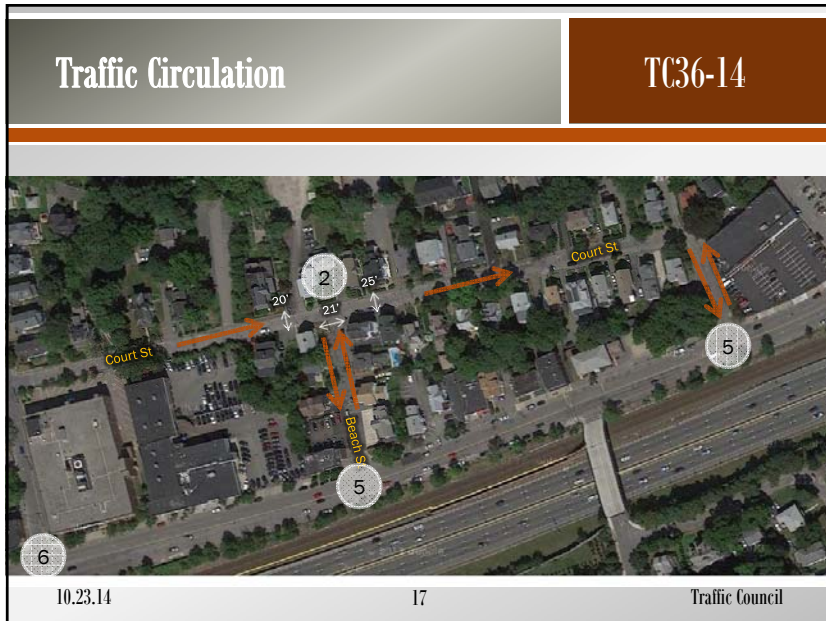 Traffic Circulation
TC36-14
2
Court St
20'
21'
25'
Court St
5
Beach St
5
6
10.23.14
17
Traffic Council